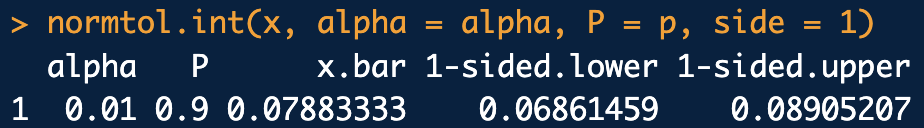 > normtol.int(x, alpha = alpha, P = p, side = 1)
alpha P x.bar 1-sided.lower 1-sided.upper
1 0.01 0.9 0.07883333 0.06861459 0.08905207